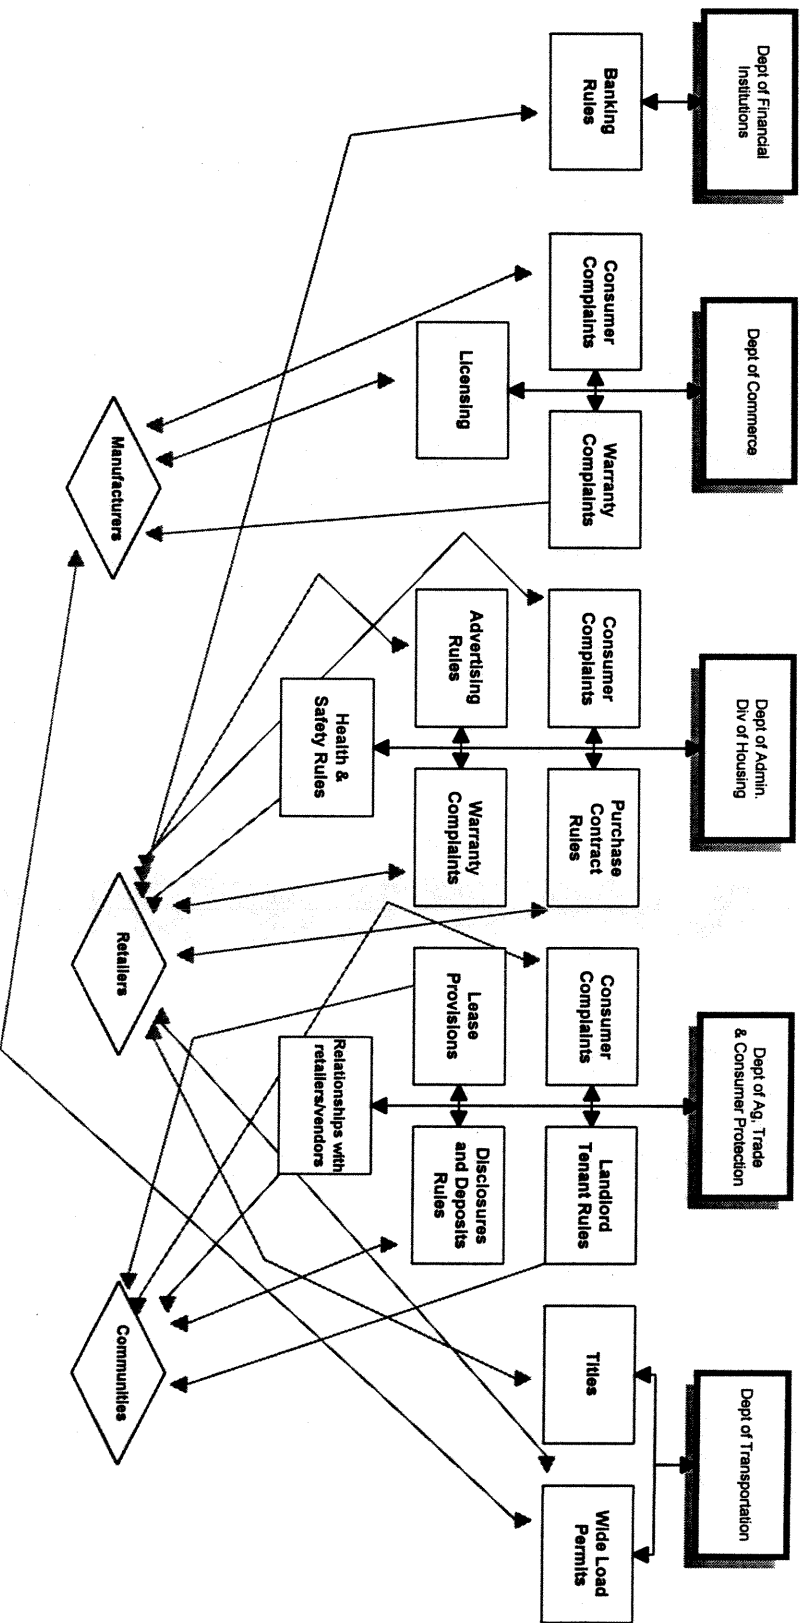 Dept of Financial
Institutions
Dept of Commerce
Dept of Admin.
Div of Housing
Dept of Ag, Trade
& Consumer Protection
Dept of Transportation
Banking
Rules
Consumer
Complaints
Warranty
Complaints
Consumer
Complaints
Purchase
Contract
Rules
Consumer
Complaints
Landlord
Tenant Rules
Titles
Wide Load
Permits
Licensing
Advertising
Rules
Warranty
Complaints
Lease
Provisions
Disclosures
and Deposits
Rules
Health &
Safety Rules
Relationships with
retailers/vendors
Manufacturers
Retailers
Communities